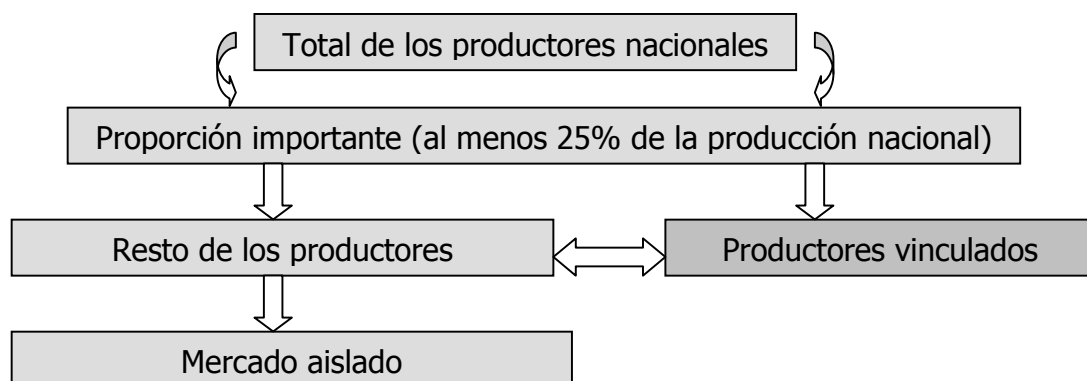 Total de los productores nacionales
Proporción importante (al menos 25% de la producción nacional)
Resto de los productores
Productores vinculados
Mercado aislado